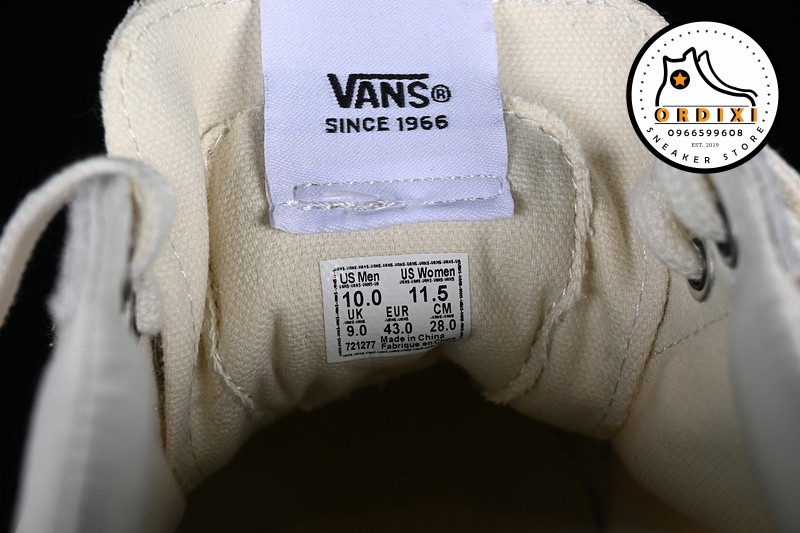 VANS®
SINCE 1966
US Men US Women
10.0 11.5
UK EUR CM
9.0 43.0 28.0
721277 Made in China
Fabrique en Chine
ORDIXI
0966599608
EST. 2019
SNEAKER STORE